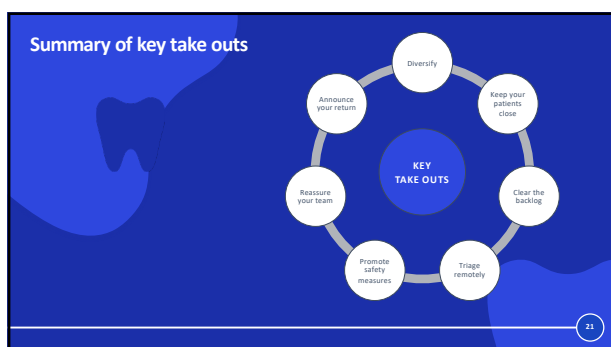 Summary of key take outs
Diversify
Keep your
patients
close
Clear the
backlog
Triage
remotely
Promote
safety
measures
Reassure
your team
Announce
your return
KEY
TAKE OUTS
21